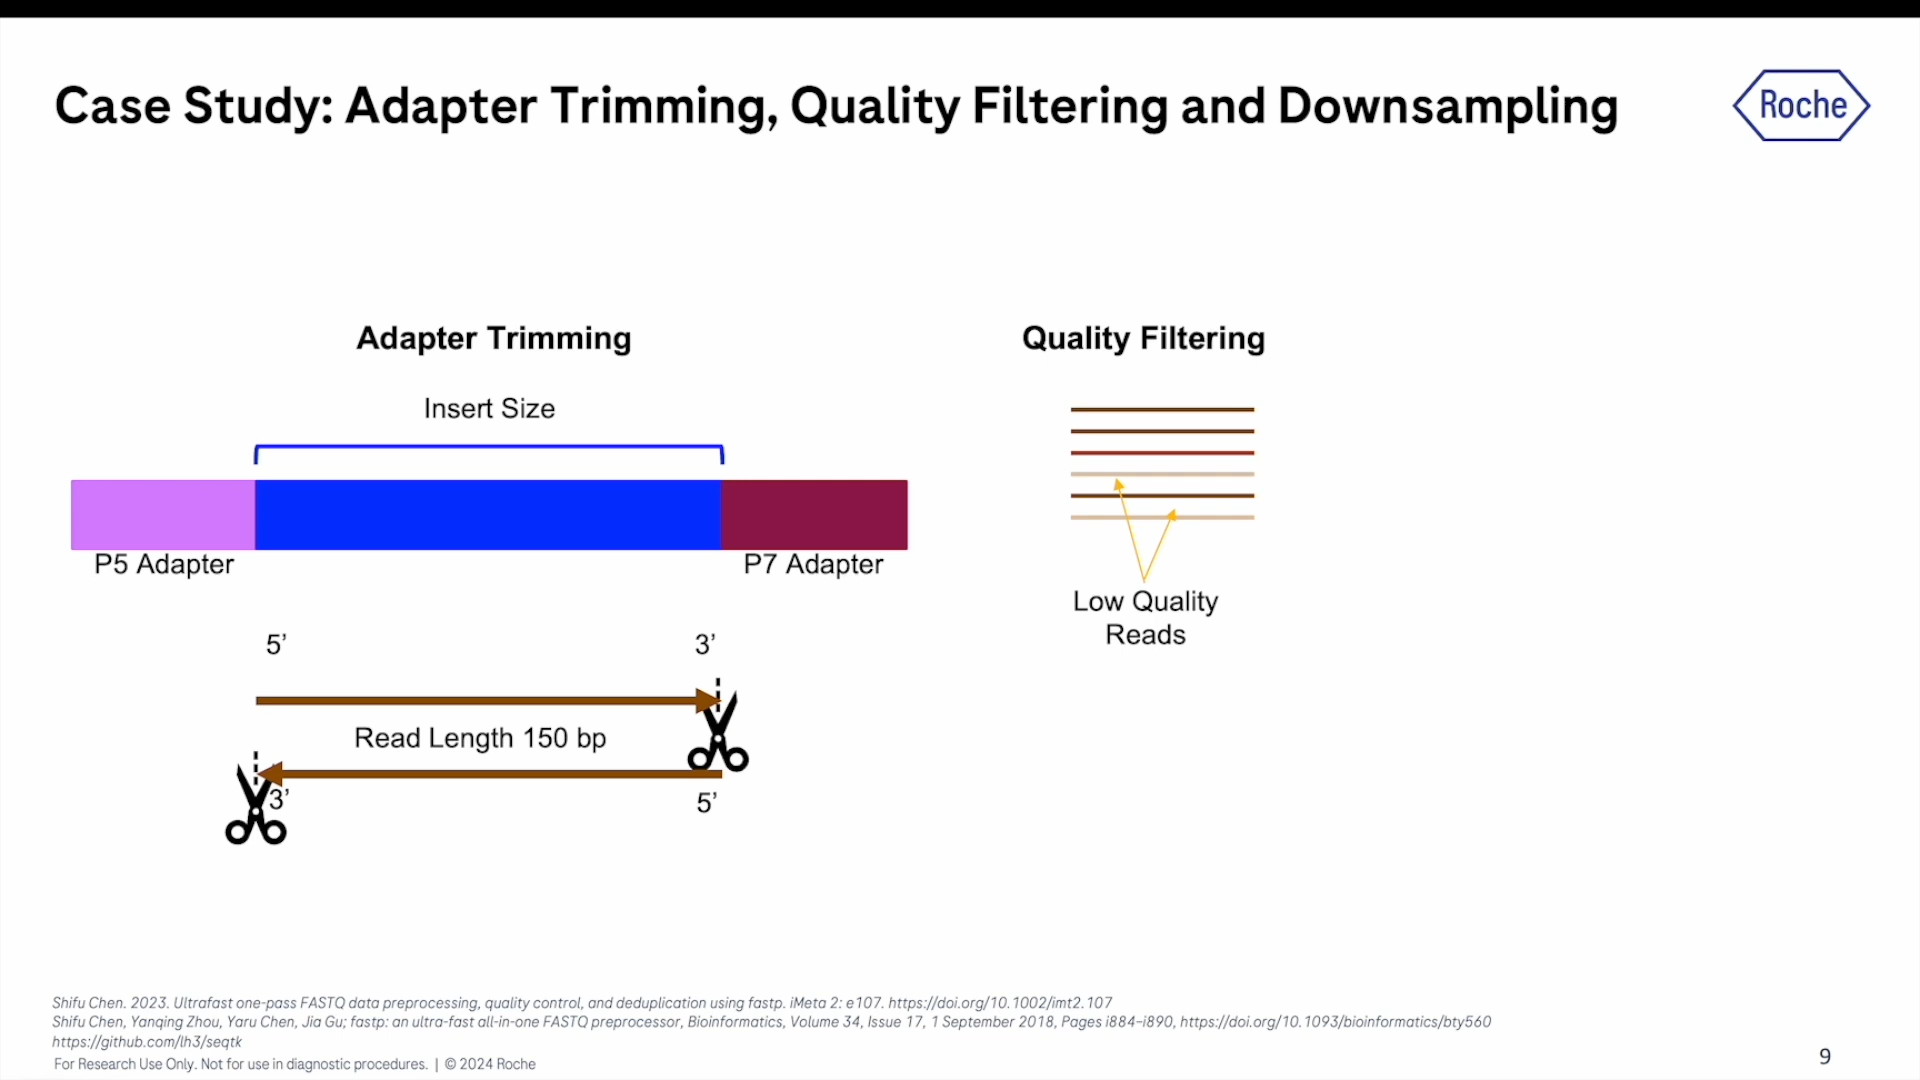 Case Study: Adapter Trimming, Quality Filtering and Downsampling
Roche
Adapter Trimming
Insert Size
P5 Adapter
P7 Adapter
5’
3’
Read Length 150 bp
3’
5’
Quality Filtering
Low Quality
Reads
Shifu Chen. 2023. Ultrafast one-pass FASTQ data preprocessing, quality control, and deduplication using fastp. iMeta 2: e107. https://doi.org/10.1002/imt2.107
Shifu Chen, Yanqing Zhou, Yaru Chen, Jia Gu; fastp: an ultra-fast all-in-one FASTQ preprocessor, Bioinformatics, Volume 34, Issue 17, 1 September 2018, Pages i884–i890, https://doi.org/10.1093/bioinformatics/bty560
https://github.com/lh3/seqtk
For Research Use Only. Not for use in diagnostic procedures. | © 2024 Roche
9